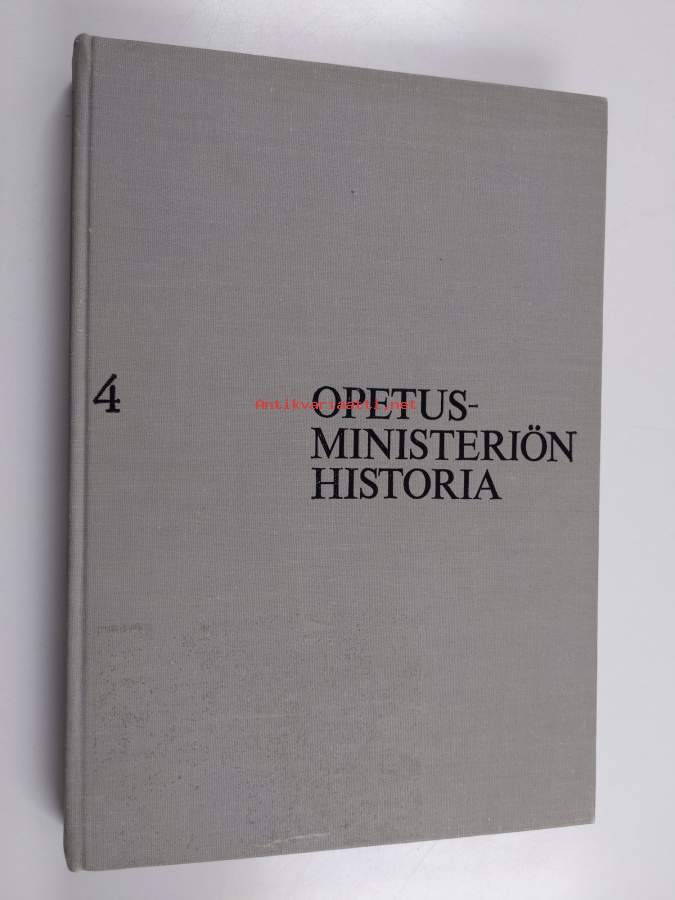 4
OPETUS-
Antikvariaatti.net
MINISTERIÖN
HISTORIA